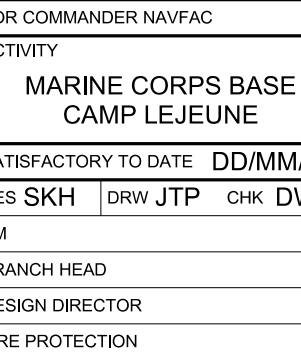 OR COMMANDER NAVFAC
CTIVITY
MARINE CORPS BASE
CAMP LEJEUNE
ATISFACTORY TO DATE DD/MM/
ES SKH DRW JTP CHK DW
M
RANCH HEAD
ESIGN DIRECTOR
RE PROTECTION